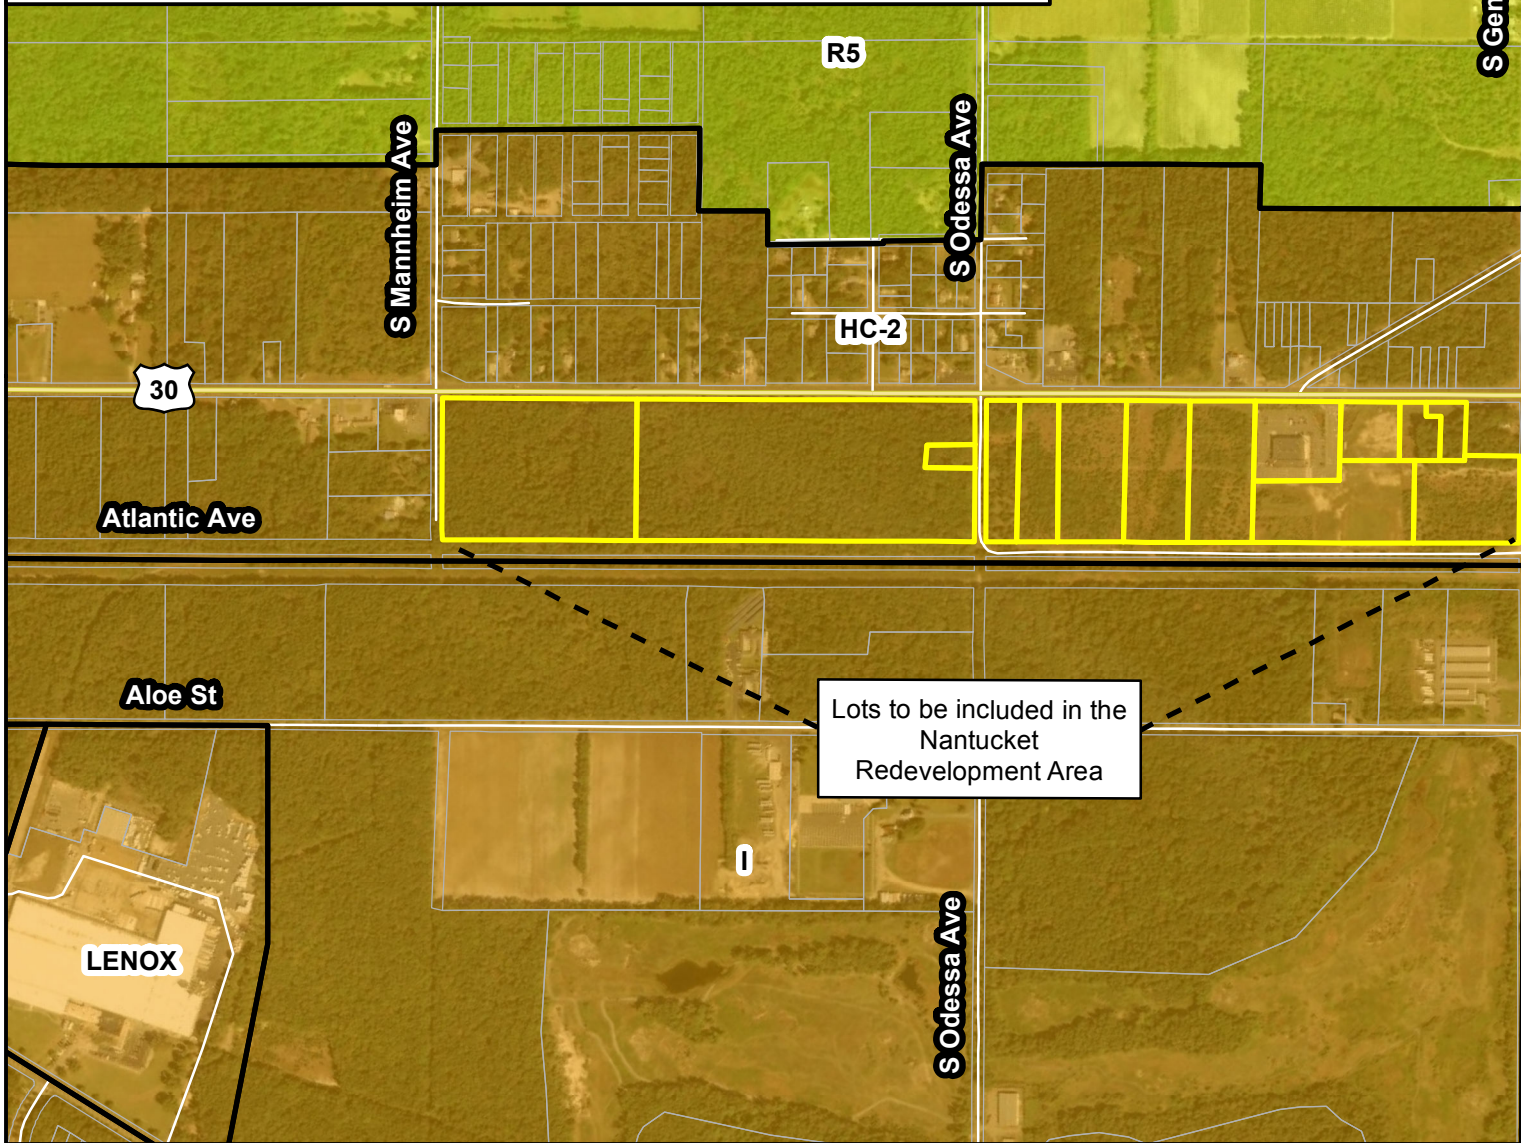 R5
S Gen
S Mannheim Ave
S Odessa Ave
HC-2
30
Atlantic Ave
Aloe St
Lots to be included in the
Nantucket
Redevelopment Area
I
LENOX
S Odessa Ave